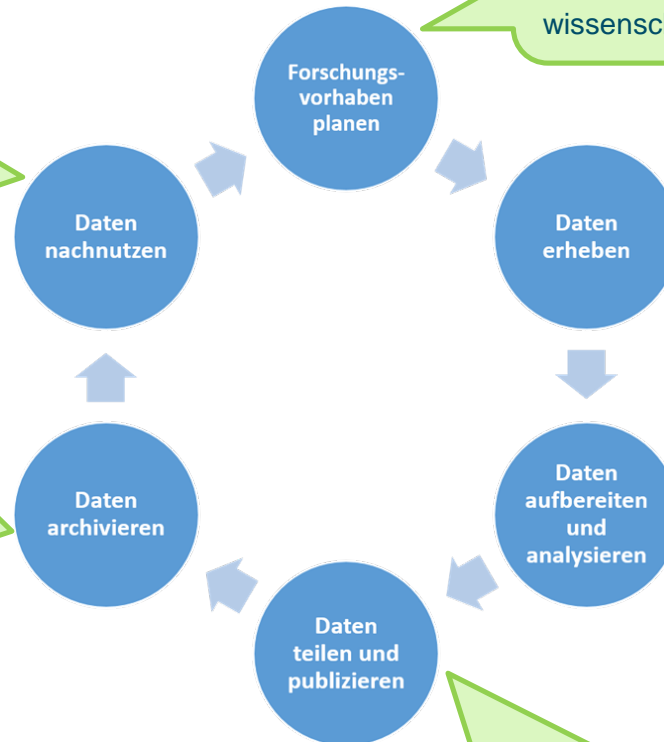 wissensc
Forschungs-
vorhaben
planen
Daten
erheben
Daten
aufbereiten
und
analysieren
Daten
teilen und
publizieren
Daten
archivieren
Daten
nachnutzen